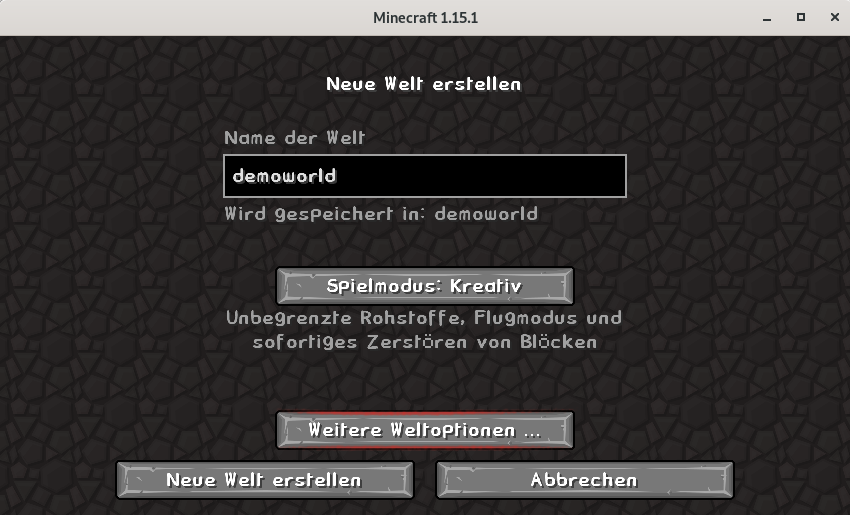 Minecraft 1.15.1
Neue Welt erstellen
Name der Welt
demoworld
Wird gespeichert in: demoworld
Spielmodus: Kreativ
Unbegrenzte Rohstoffe, Flugmodus und
sofortiges Zerstören von Blöcken
Weitere Weltoptionen ...
Neue Welt erstellen
Abbrechen